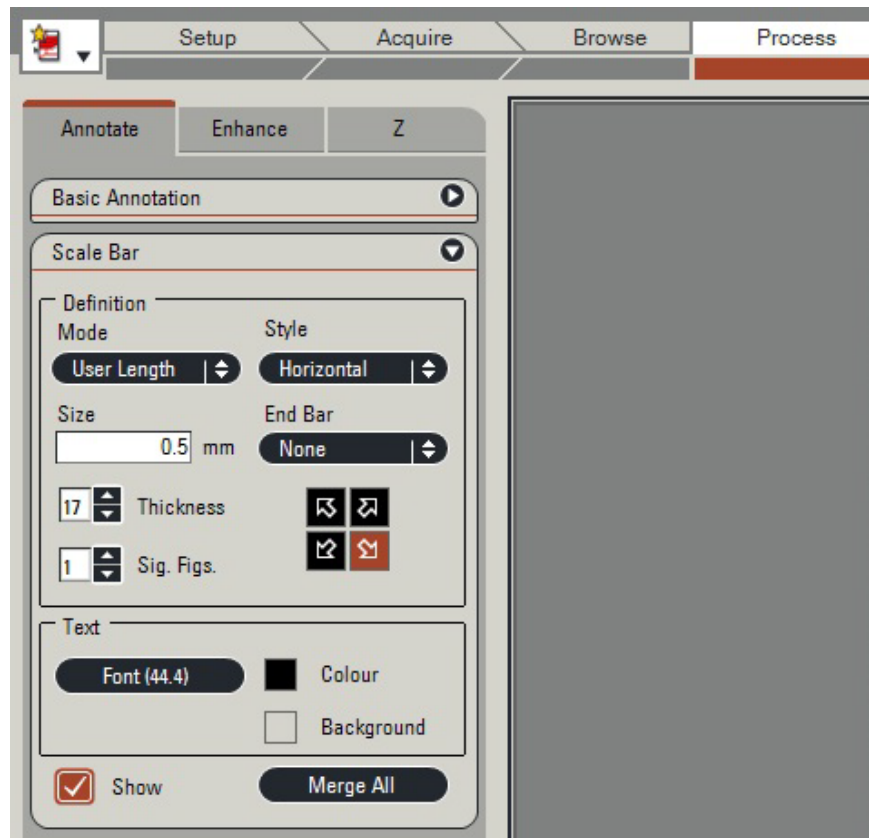 Setup Acquire Browse Process
Annotate Enhance Z
Basic Annotation
Scale Bar
Definition
Mode Style
User Length Horizontal
Size End Bar
0.5 mm None
17 Thickness
1 Sig. Figs.
Text
Font (44.4) Colour
Background
Show Merge All